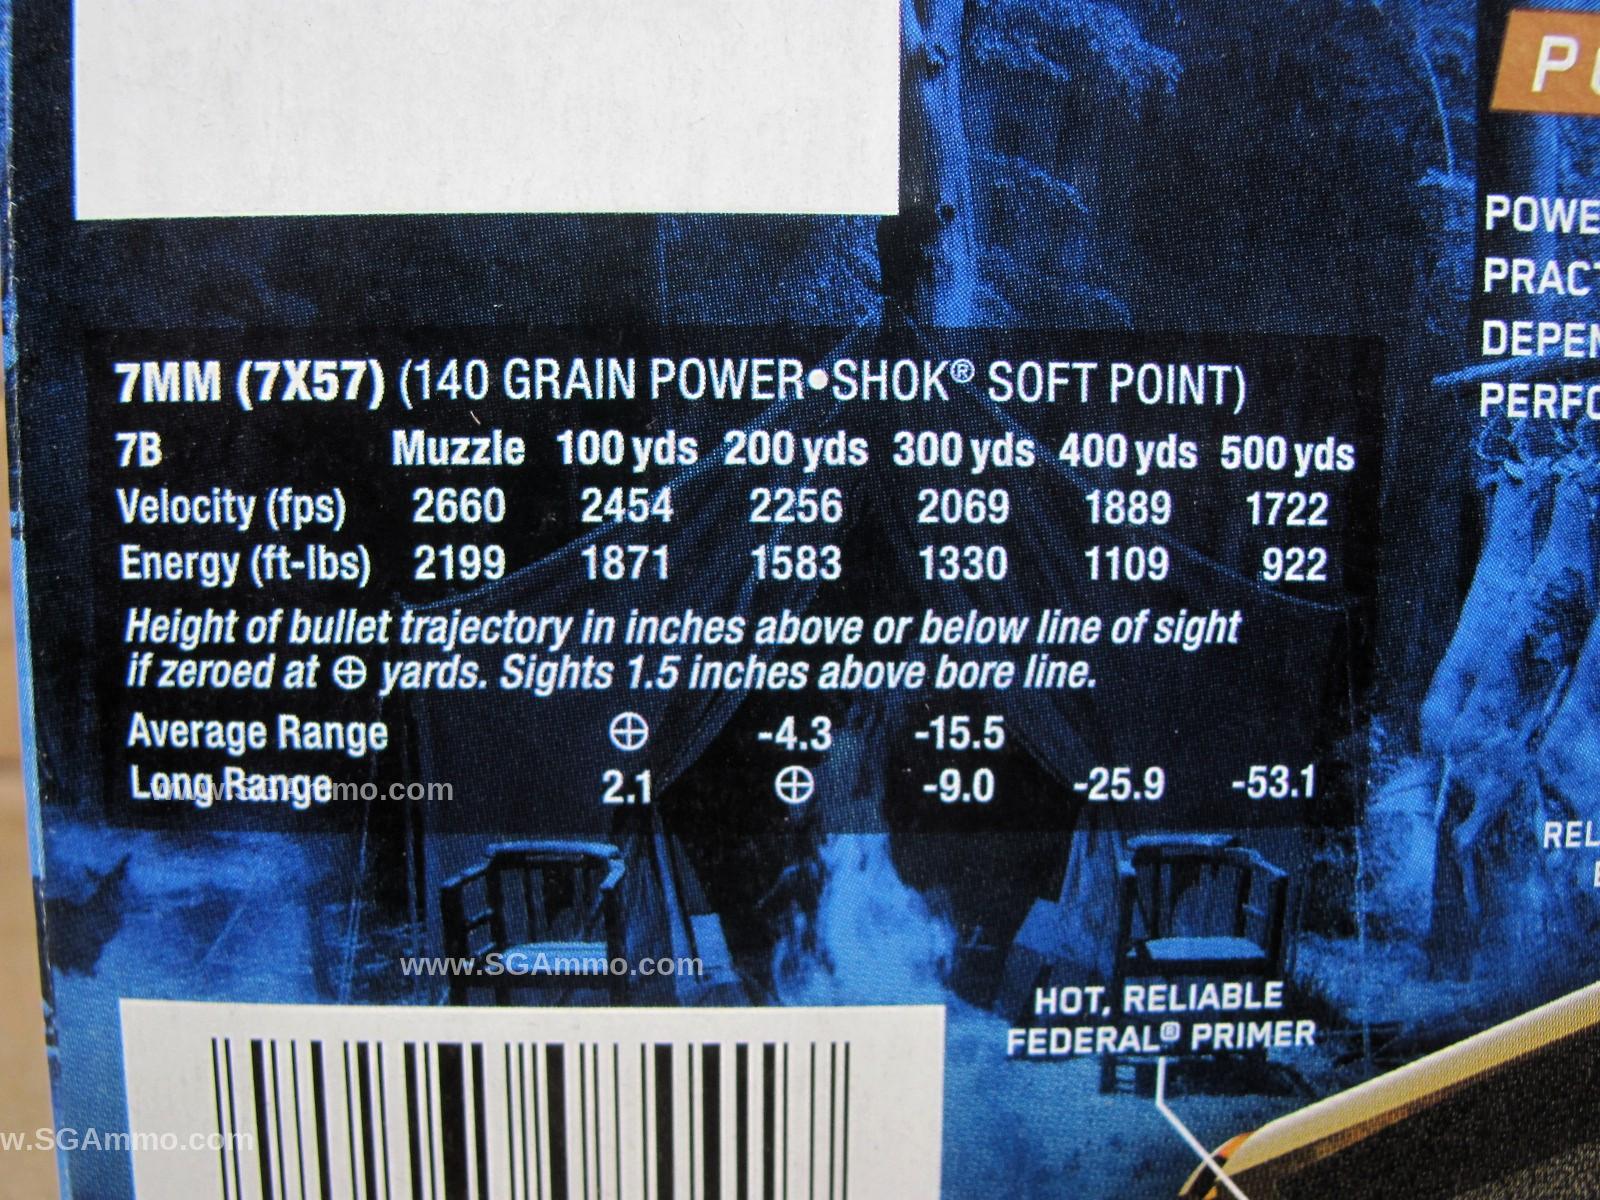 P
POWE
PRACT
DEPEN
PERFO
7MM (7X57) (140 GRAIN POWER•SHOK® SOFT POINT)
7B Muzzle 100 yds 200 yds 300 yds 400 yds 500 yds
Velocity (fps) 2660 2454 2256 2069 1889 1722
Energy (ft-lbs) 2199 1871 1583 1330 1109 922
Height of bullet trajectory in inches above or below line of sight
if zeroed at ⊕ yards. Sights 1.5 inches above bore line.
Average Range ⊕ -4.3 -15.5
Long Range 2.1 ⊕ -9.0 -25.9 -53.1
www.SGAmmo.com
REL
www.SGAmmo.com
HOT, RELIABLE
FEDERAL® PRIMER
w.SGAmmo.com